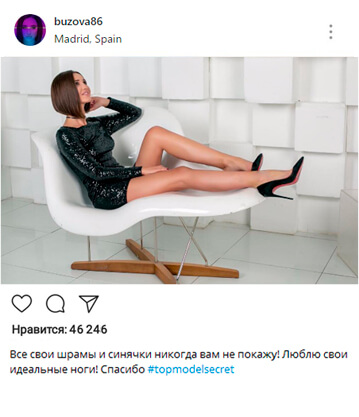 buzova86
Madrid, Spain
Нравится: 46 246
Все свои шрамы и синячки никогда вам не покажу! Люблю свои
идеальные ноги! Спасибо #topmodelsecret